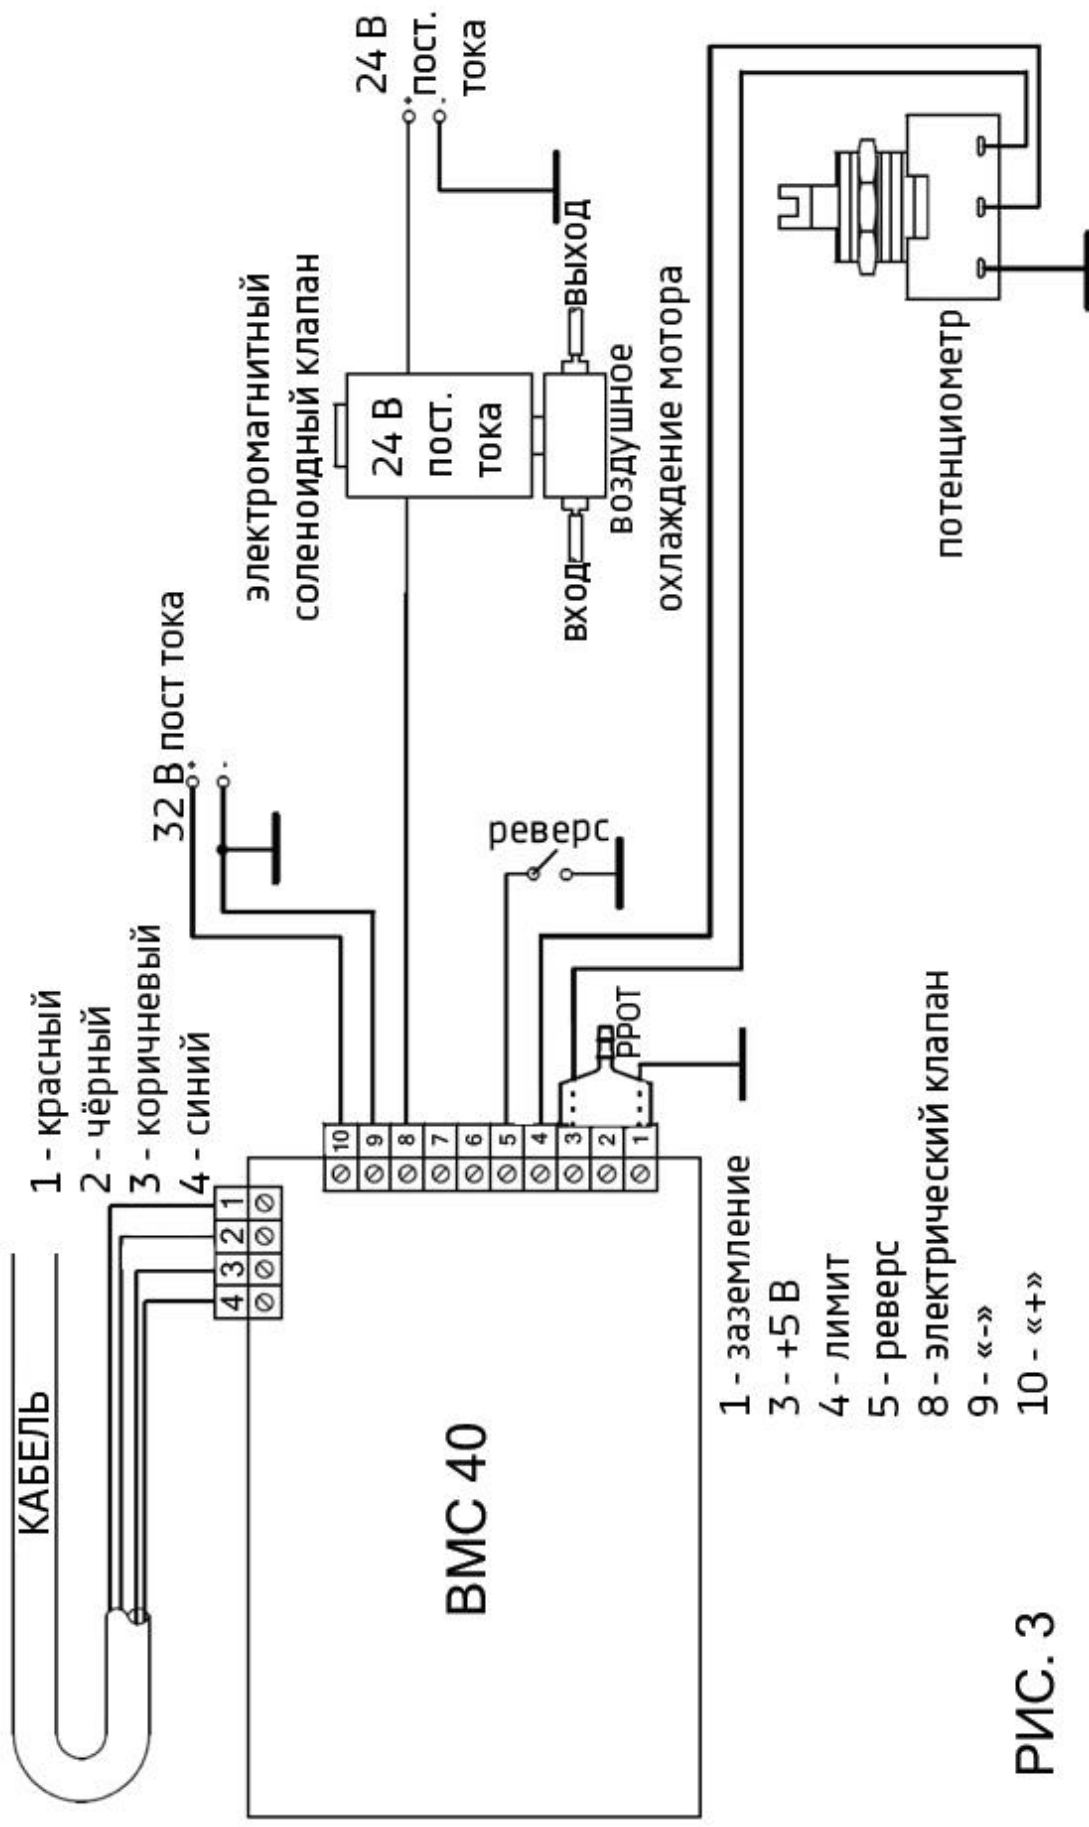 КАБЕЛЬ
1 - красный
2 - чёрный
3 - коричневый
4 - синий
4 3 2 1
BMC 40
10
9
8
7
6
5
4
3
2
1
32 В пост тока
+
-
электромагнитный
соленоидный клапан
24 В
пост.
тока
24 В
пост.
тока
+
-
вход
выход
воздушное
охлаждение мотора
реверс
PPOT
потенциометр
1 - заземление
3 - +5 В
4 - лимит
5 - реверс
8 - электрический клапан
9 - «-»
10 - «+»
РИС. 3